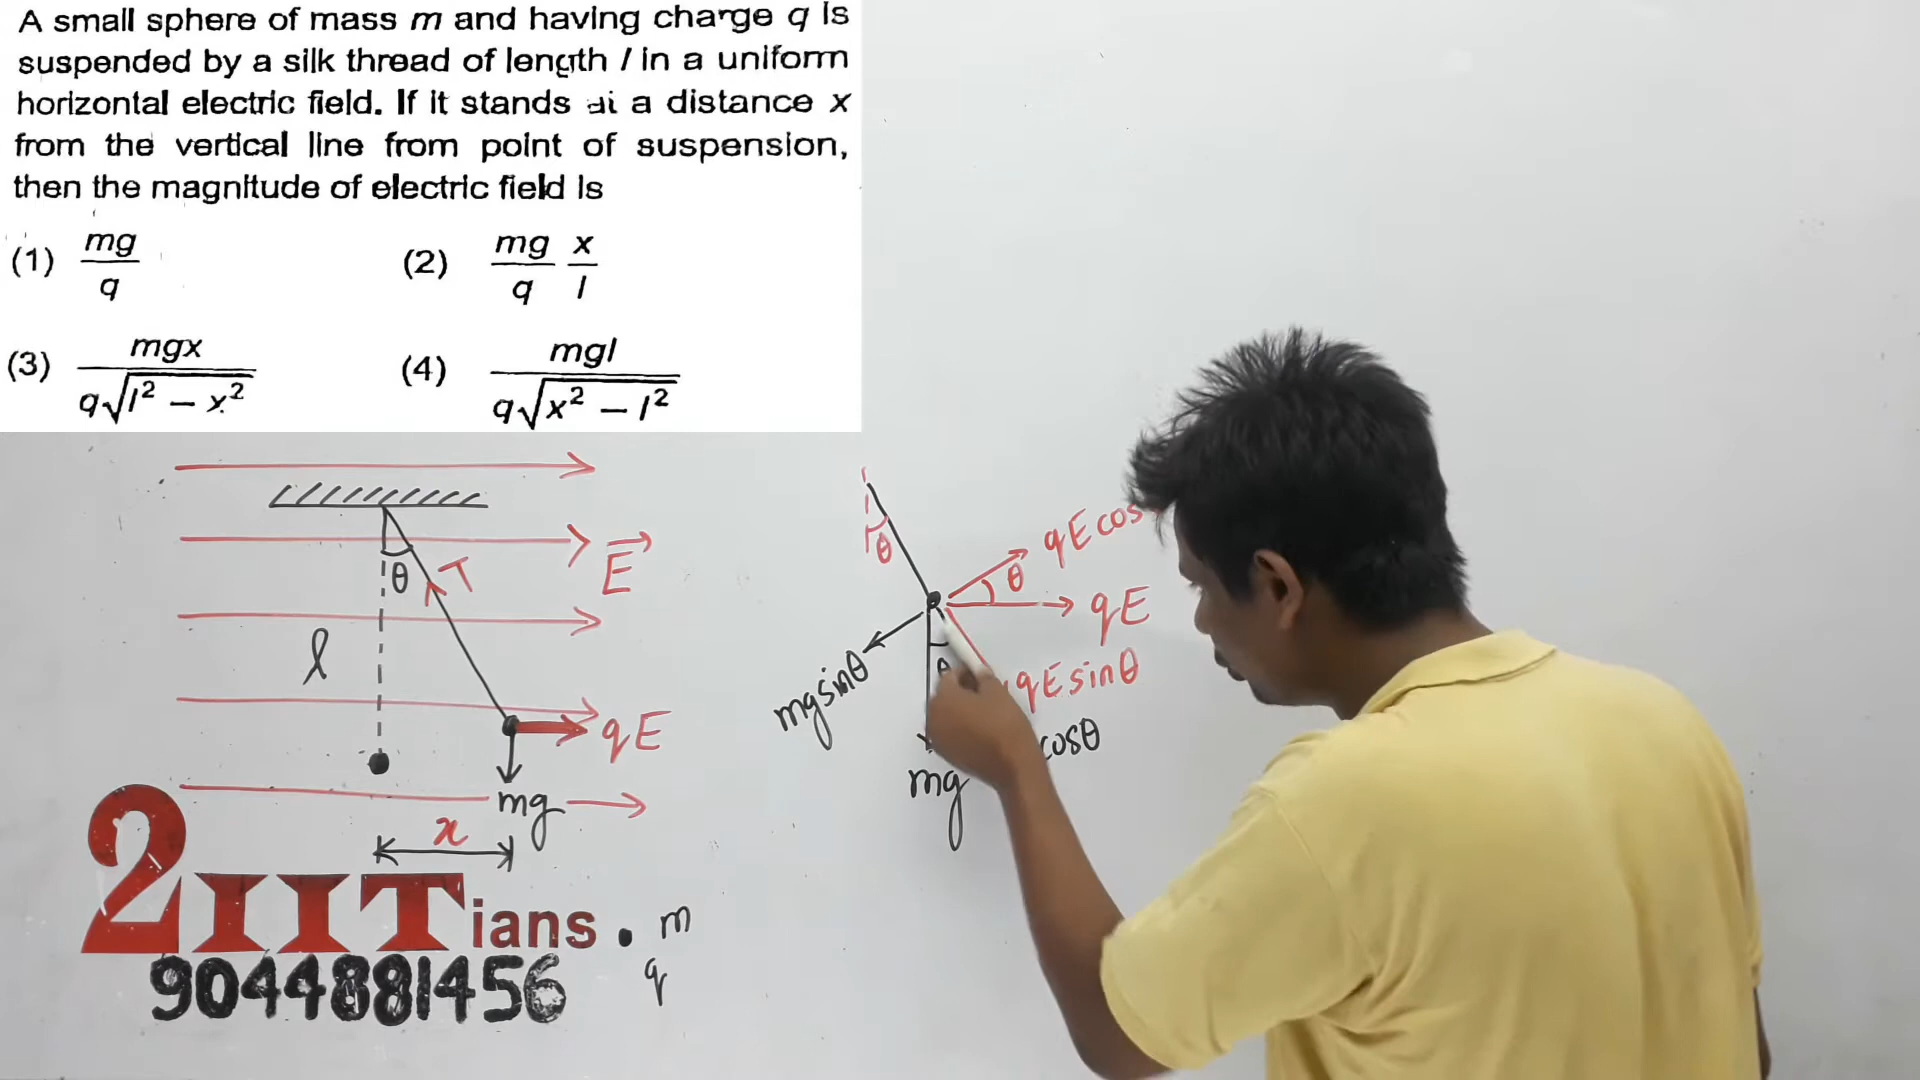 A small sphere of mass m and having charge q is
suspended by a silk thread of length l in a uniform
horizontal electric field. If it stands at a distance x
from the vertical line from point of suspension,
then the magnitude of electric field is
(1) mg/q
(2) mg/q x/l
(3) mgx/q√l² – x²
(4) mgl/q√x² – l²
E
θ
T
l
qE
mg
x
θ
qE cos
θ
qE
mg sinθ
qE sinθ
cosθ
mg
2IITians .
m
q
9044881456